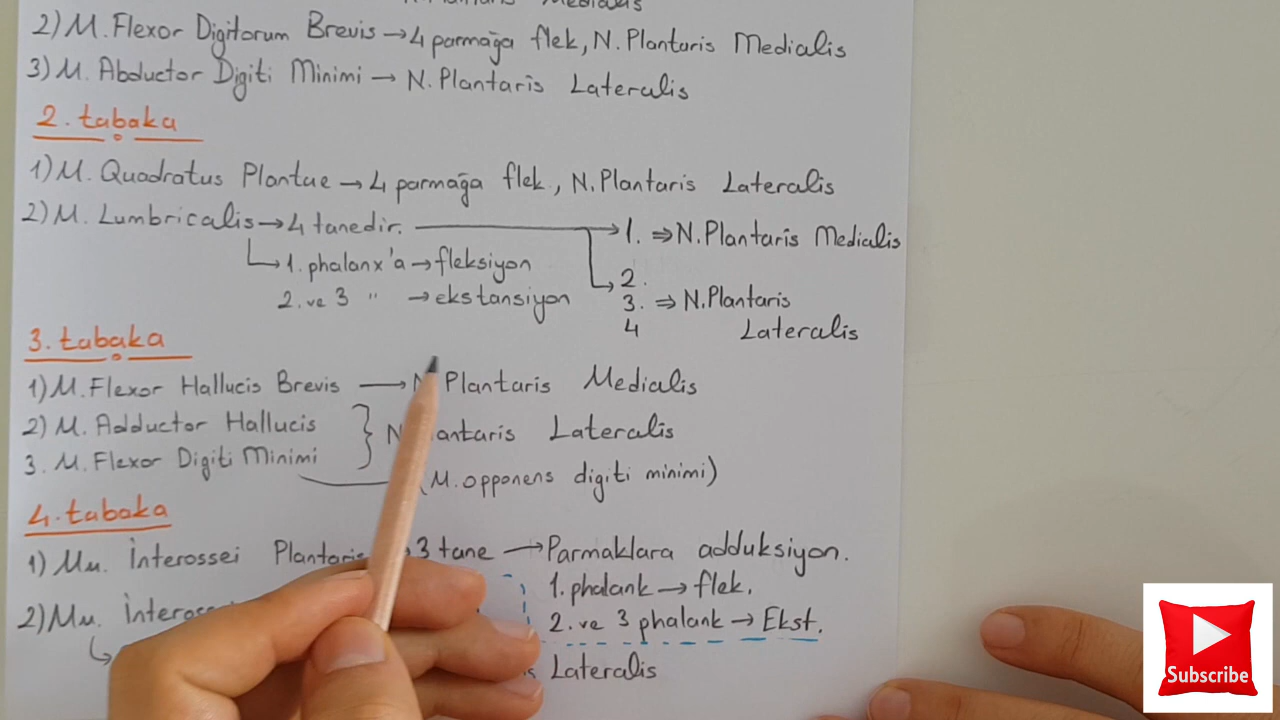 Medialis
2) M. Flexor Digitorum Brevis → 4 parmağa flek, N. Plantaris Medialis
3) M. Abductor Digiti Minimi → N. Plantaris Lateralis
2. tabaka
1) M. Quadratus Plantae → 4 parmağa flek., N. Plantaris Lateralis
2) M. Lumbricalis → 4 tanedir. → 1. ⇒ N. Plantaris Medialis
1. phalanx'a → fleksiyon
2.
2. ve 3 " → ekstansiyon
3. ⇒ N. Plantaris
4 Lateralis
3. tabaka
1) M. Flexor Hallucis Brevis → N. Plantaris Medialis
2) M. Adductor Hallucis
N. Plantaris Lateralis
3. M. Flexor Digiti Minimi
(M. opponens digiti minimi)
4. tabaka
1) Mm. İnterossei Plantaris → 3 tane → Parmaklara adduksiyon.
1. phalank → flek.
2) Mm.
2. ve 3 phalank → Ekst.
Lateralis
Subscribe